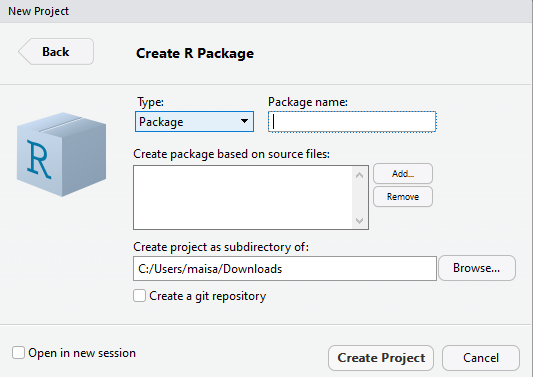 New Project
Back
Create R Package
Type:
Package name:
Package
R
Create package based on source files:
Add...
Remove
Create project as subdirectory of:
C:/Users/maisa/Downloads
Browse...
Create a git repository
Open in new session
Create Project
Cancel